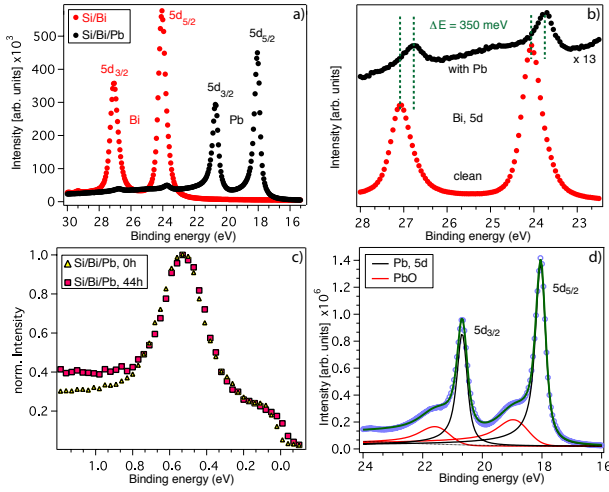 Si/Bi
Si/Bi/Pb
5d5/2
a)
5d3/2
5d5/2
5d3/2
Bi
Pb
500
400
300
200
100
0
30 28 26 24 22 20 18 16
Binding energy (eV)
Intensity [arb. units] x10³
b)
ΔE = 350 meV
with Pb
x 13
Bi, 5d
clean
28 27 26 25 24 23
Binding energy (eV)
Intensity [arb. units]
Si/Bi/Pb, 0h
Si/Bi/Pb, 44h
c)
1.0
0.8
0.6
0.4
0.2
1.0 0.8 0.6 0.4 0.2 0.0
Binding energy (eV)
norm. Intensity
Pb, 5d
PbO
d)
5d5/2
5d3/2
1.4
1.2
1.0
0.8
0.6
0.4
0.2
0.0
24 22 20 18 16
Binding energy (eV)
Intensity [arb. units] x10⁶